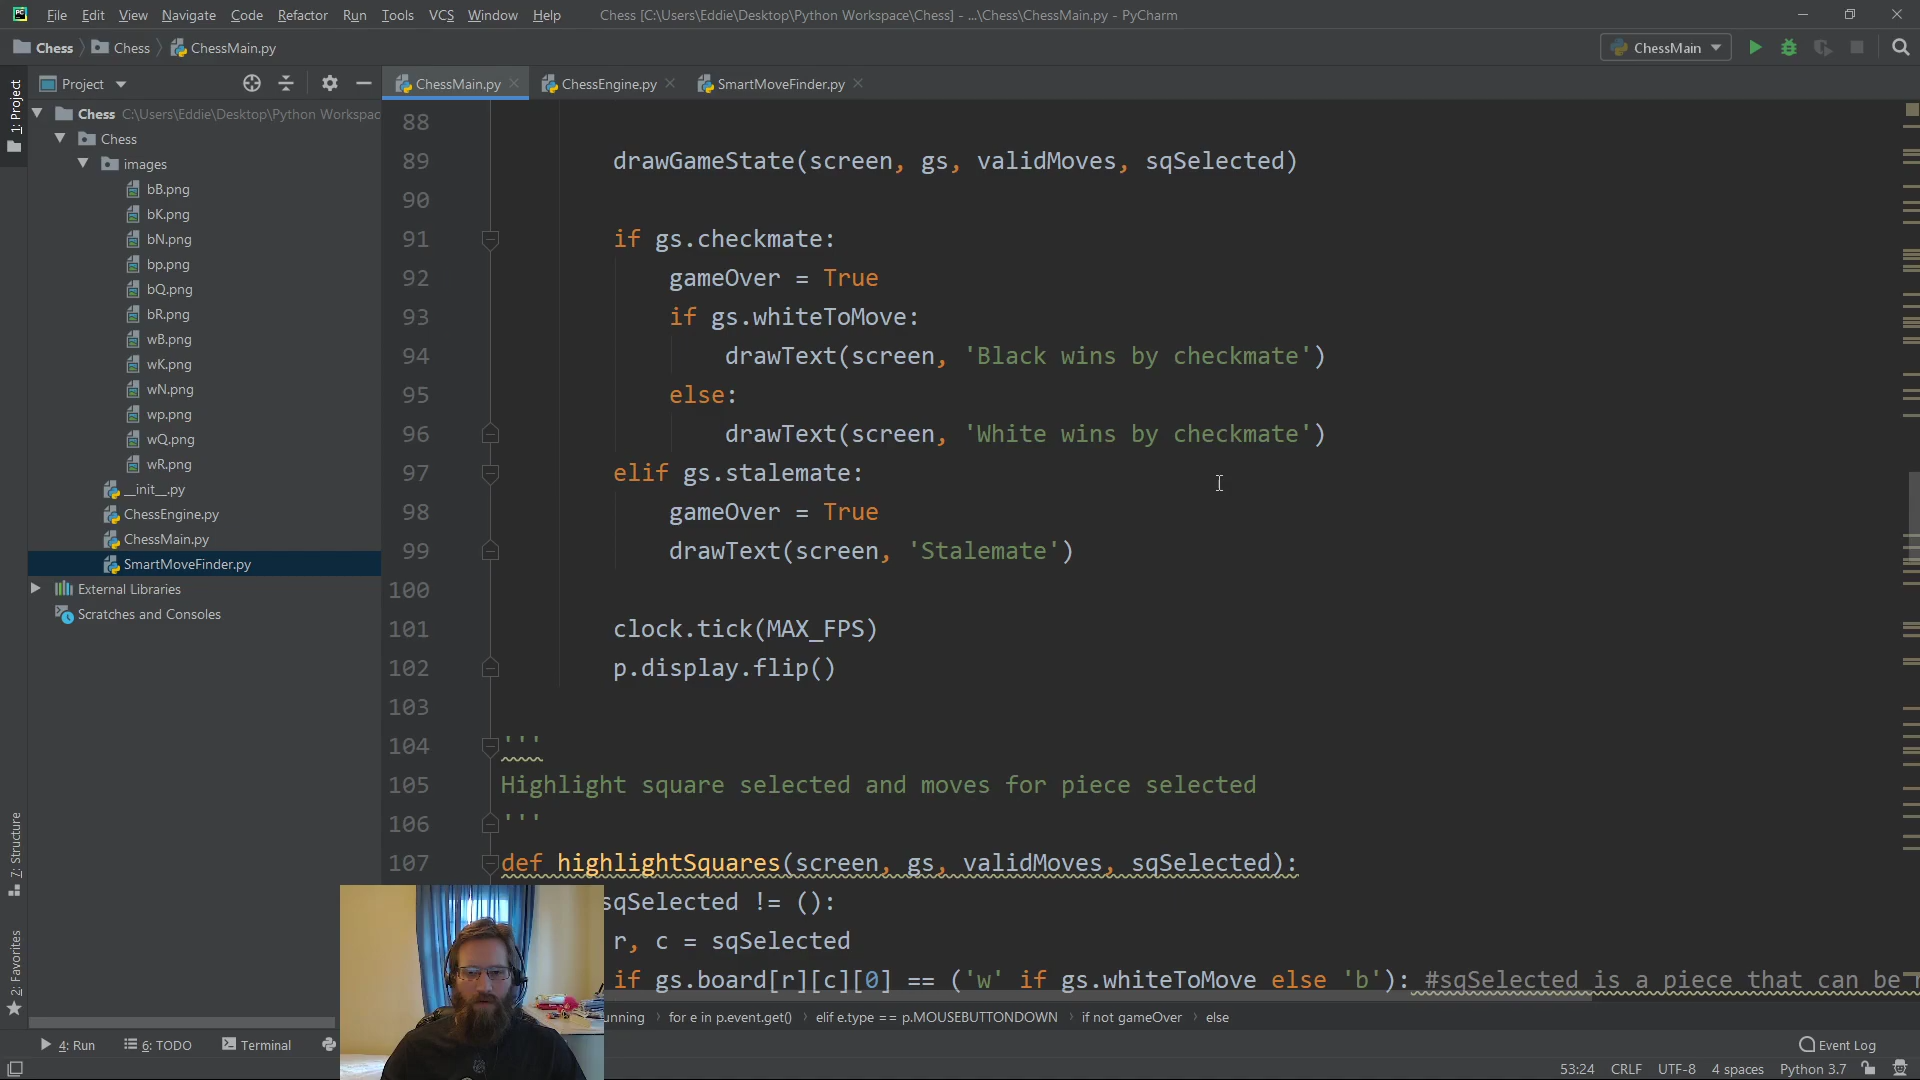 File Edit View Navigate Code Refactor Run Tools VCS Window Help Chess [C:\Users\Eddie\Desktop\Python Workspace\Chess] - ...\Chess\ChessMain.py - PyCharm
Chess Chess ChessMain.py ChessMain
Project ChessMain.py ChessEngine.py SmartMoveFinder.py
1: Project
Chess C:\Users\Eddie\Desktop\Python Workspac
Chess
images
bB.png
bK.png
bN.png
bp.png
bQ.png
bR.png
wB.png
wK.png
wN.png
wp.png
wQ.png
wR.png
__init__.py
ChessEngine.py
ChessMain.py
SmartMoveFinder.py
External Libraries
Scratches and Consoles
7: Structure
2: Favorites
88
89 drawGameState(screen, gs, validMoves, sqSelected)
90
91 if gs.checkmate:
92 gameOver = True
93 if gs.whiteToMove:
94 drawText(screen, 'Black wins by checkmate')
95 else:
96 drawText(screen, 'White wins by checkmate')
97 elif gs.stalemate:
98 gameOver = True
99 drawText(screen, 'Stalemate')
100
101 clock.tick(MAX_FPS)
102 p.display.flip()
103
104 '''
105 Highlight square selected and moves for piece selected
106 '''
107 def highlightSquares(screen, gs, validMoves, sqSelected):
sqSelected != ():
r, c = sqSelected
if gs.board[r][c][0] == ('w' if gs.whiteToMove else 'b'): #sqSelected is a piece that can be
unning for e in p.event.get() elif e.type == p.MOUSEBUTTONDOWN if not gameOver else
4: Run 6: TODO Terminal Event Log
53:24 CRLF UTF-8 4 spaces Python 3.7